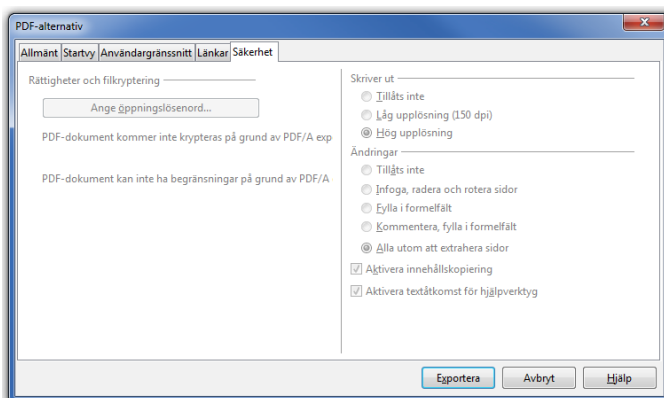 PDF-alternativ
Allmänt Startvy Användargränssnitt Länkar Säkerhet
Rättigheter och filkryptering
Ange öppningslösenord...
PDF-dokument kommer inte krypteras på grund av PDF/A exp
PDF-dokument kan inte ha begränsningar på grund av PDF/A
Skriver ut
Tillåts inte
Låg upplösning (150 dpi)
Hög upplösning
Ändringar
Tillåts inte
Infoga, radera och rotera sidor
Fylla i formelfält
Kommentera, fylla i formelfält
Alla utom att extrahera sidor
Aktivera innehållskopiering
Aktivera textåtkomst för hjälpverktyg
Exportera Avbryt Hjälp